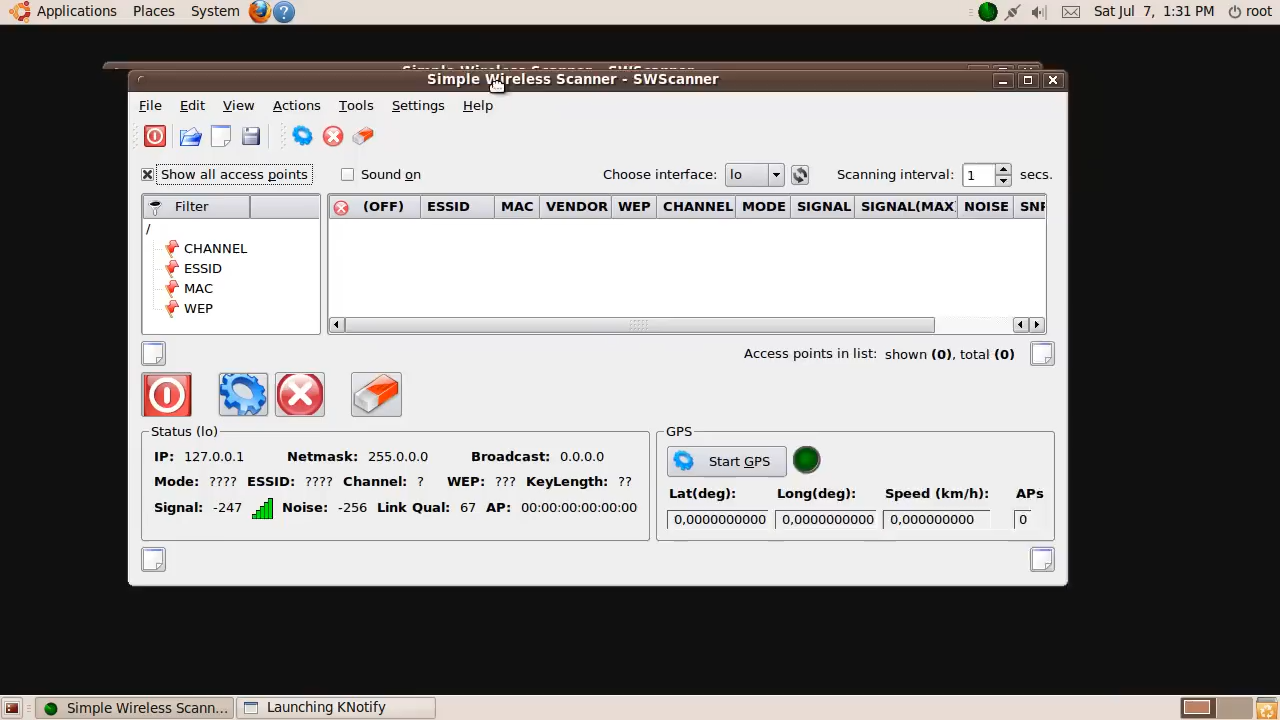 Applications Places System Sat Jul 7, 1:31 PM root
Simple Wireless Scanner - SWScanner
File Edit View Actions Tools Settings Help
Show all access points Sound on Choose interface: lo Scanning interval: 1 secs.
Filter (OFF) ESSID MAC VENDOR WEP CHANNEL MODE SIGNAL SIGNAL(MAX) NOISE
/
CHANNEL
ESSID
MAC
WEP
Access points in list: shown (0), total (0)
Status (lo) GPS
IP: 127.0.0.1 Netmask: 255.0.0.0 Broadcast: 0.0.0.0 Start GPS
Mode: ???? ESSID: ???? Channel: ? WEP: ??? KeyLength: ??
Lat(deg): Long(deg): Speed (km/h): APs
Signal: -247 Noise: -256 Link Qual: 67 AP: 00:00:00:00:00:00
0,0000000000 0,0000000000 0,000000000 0
Simple Wireless Scann... Launching KNotify